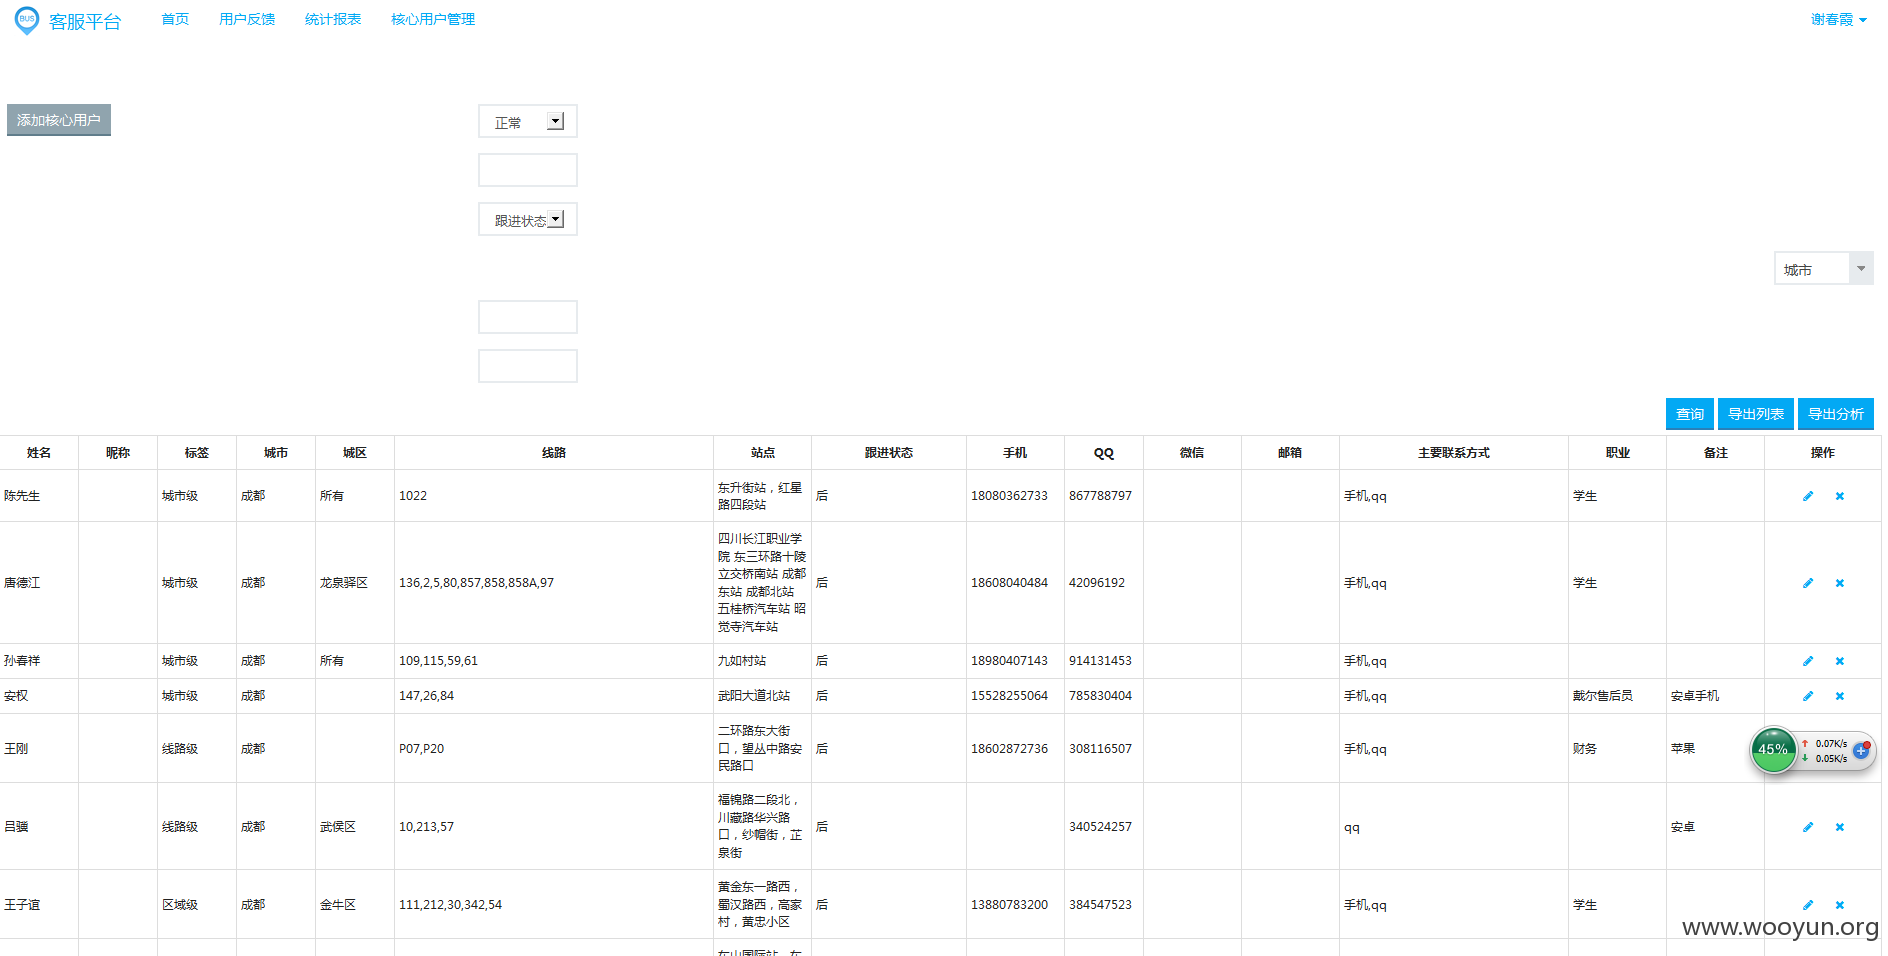 BUS 客服平台 首页 用户反馈 统计报表 核心用户管理 谢春霞
添加核心用户 正常
跟进状态
城市
查询 导出列表 导出分析
姓名 昵称 标签 城市 城区 线路 站点 跟进状态 手机 QQ 微信 邮箱 主要联系方式 职业 备注 操作
陈先生 城市级 成都 所有 1022 东升街站，红星
路四段站 后 18080362733 867788797 手机,qq 学生
唐德江 城市级 成都 龙泉驿区 136,2,5,80,857,858,858A,97 四川长江职业学
院 东三环路十陵
立交桥南站 成都
东站 成都北站
五桂桥汽车站 昭
觉寺汽车站 后 18608040484 42096192 手机,qq 学生
孙春祥 城市级 成都 所有 109,115,59,61 九如村站 后 18980407143 914131453 手机,qq
安权 城市级 成都 147,26,84 武阳大道北站 后 15528255064 785830404 手机,qq 戴尔售后员 安卓手机
王刚 线路级 成都 P07,P20 二环路东大街
口，望丛中路安
民路口 后 18602872736 308116507 手机,qq 财务 苹果
45% 0.07K/s
0.05K/s
吕骥 线路级 成都 武侯区 10,213,57 福锦路二段北，
川藏路华兴路
口，纱帽街，芷
泉街 后 340524257 qq 安卓
王子谊 区域级 成都 金牛区 111,212,30,342,54 黄金东一路西，
蜀汉路西，高家
村，黄忠小区 后 13880783200 384547523 手机,qq 学生
www.wooyun.org